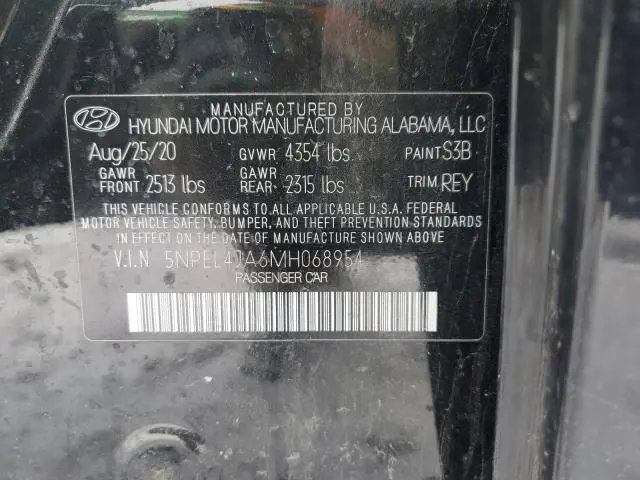 MANUFACTURED BY
HYUNDAI MOTOR MANUFACTURING ALABAMA, LLC
Aug/25/20 GVWR 4354 lbs PAINT S3B
GAWR FRONT 2513 lbs GAWR REAR 2315 lbs TRIM REY
THIS VEHICLE CONFORMS TO ALL APPLICABLE U.S.A. FEDERAL
MOTOR VEHICLE SAFETY, BUMPER, AND THEFT PREVENTION
STANDARDS IN EFFECT ON THE DATE OF MANUFACTURE SHOWN ABOVE
V.I.N 5NPEL4JA6MH068954
PASSENGER CAR